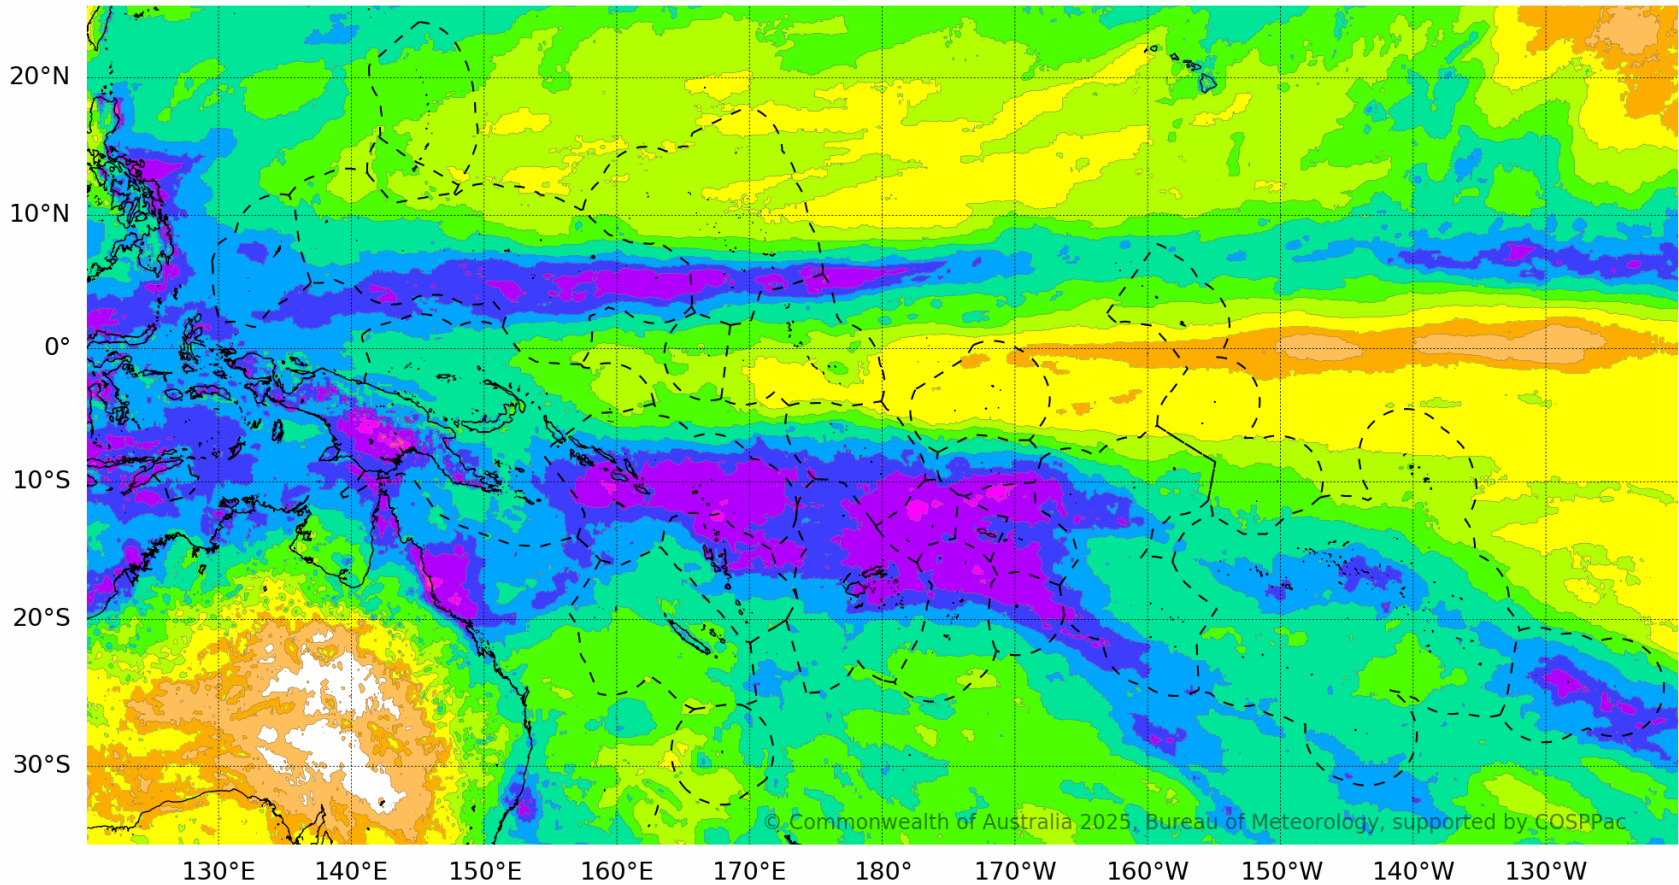 20°N
10°N
0°
10°S
20°S
30°S
© Commonwealth of Australia 2025, Bureau of Meteorology, supported by COSPPac
130°E 140°E 150°E 160°E 170°E 180° 170°W 160°W 150°W 140°W 130°W